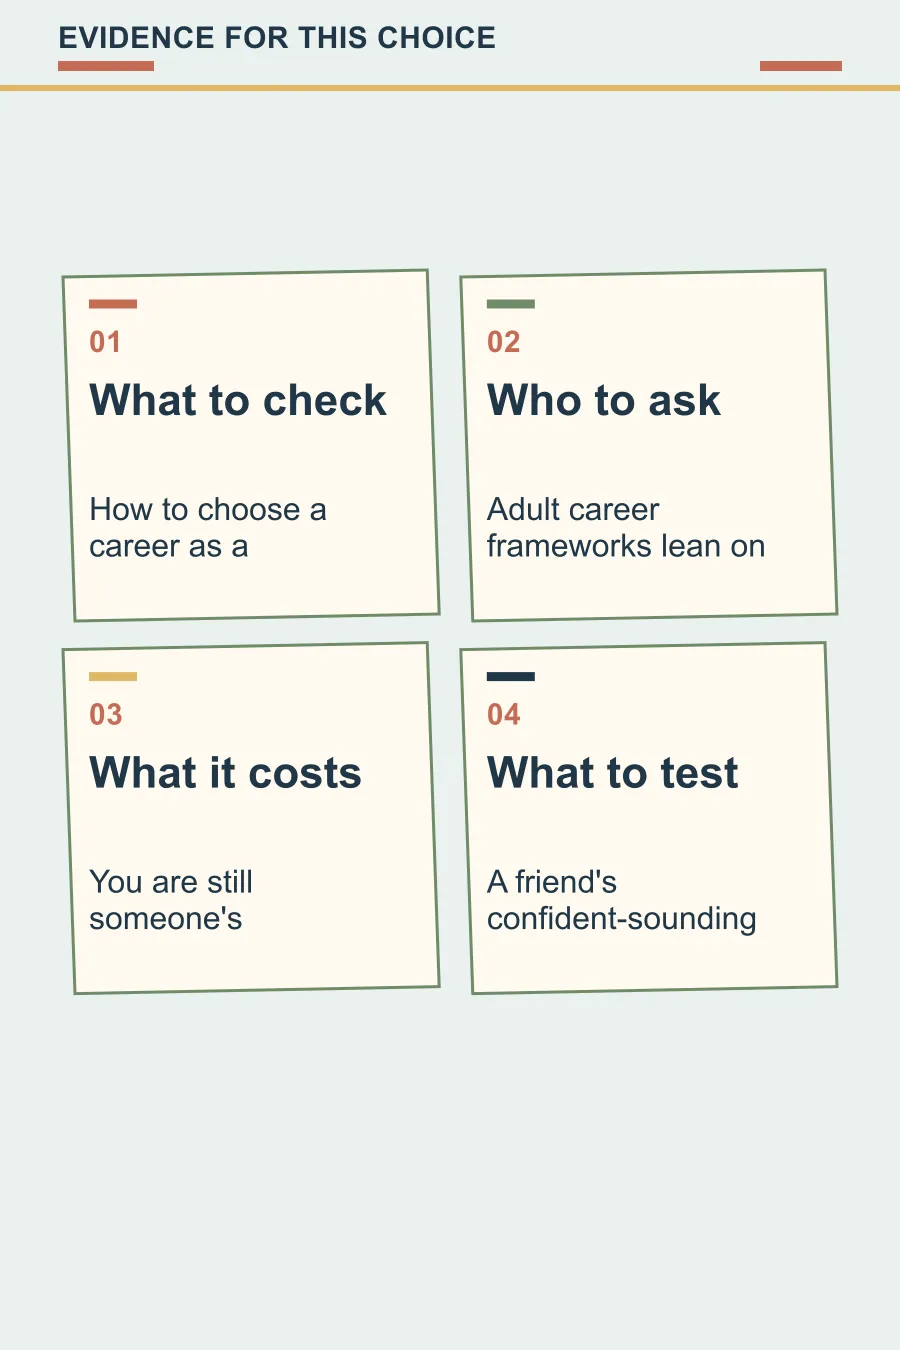 EVIDENCE FOR THIS CHOICE
01
What to check
How to choose a
career as a
02
Who to ask
Adult career
frameworks lean on
03
What it costs
You are still
someone's
04
What to test
A friend's
confident-sounding